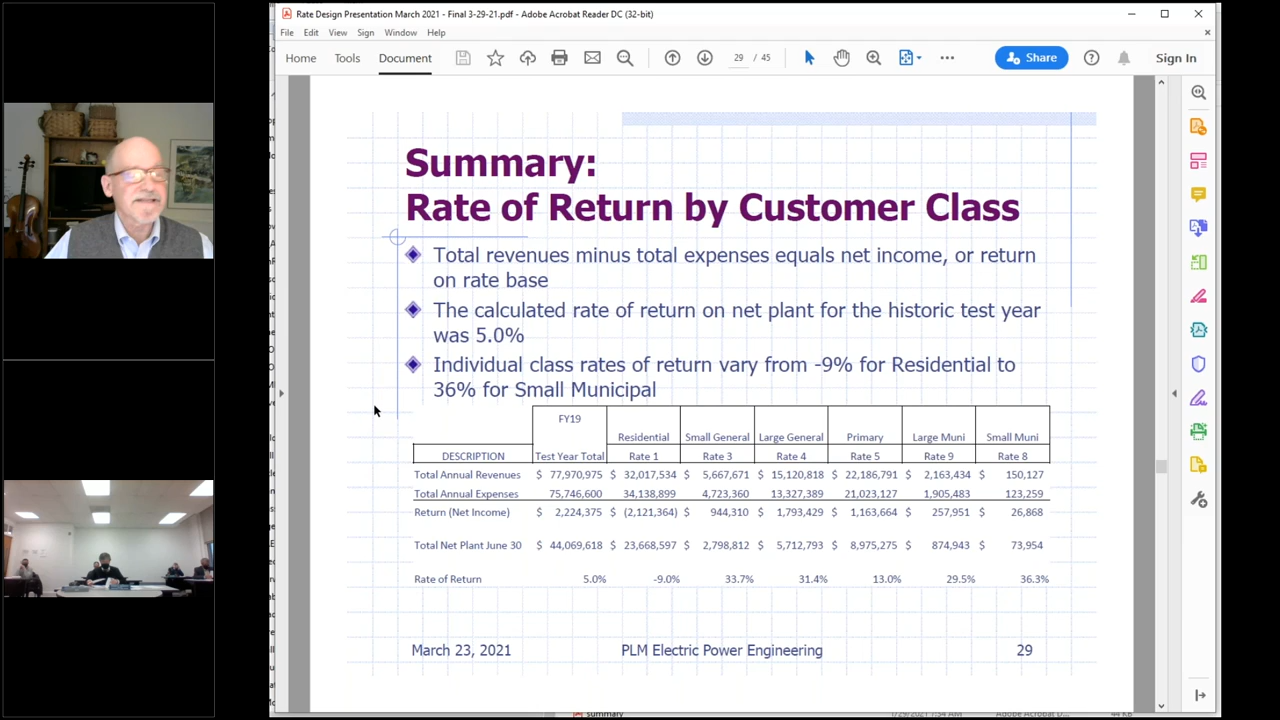 Rate Design Presentation March 2021 - Final 3-29-21.pdf - Adobe Acrobat Reader DC (32-bit)
File Edit View Sign Window Help
Home Tools Document 29 / 45 Share Sign In
Summary:
Rate of Return by Customer Class
Total revenues minus total expenses equals net income, or return
on rate base
The calculated rate of return on net plant for the historic test year
was 5.0%
Individual class rates of return vary from -9% for Residential to
36% for Small Municipal
FY19
Residential Small General Large General Primary Large Muni Small Muni
DESCRIPTION Test Year Total Rate 1 Rate 3 Rate 4 Rate 5 Rate 9 Rate 8
Total Annual Revenues $ 77,970,975 $ 32,017,534 $ 5,667,671 $ 15,120,818 $ 22,186,791 $ 2,163,434 $ 150,127
Total Annual Expenses 75,746,600 34,138,899 4,723,360 13,327,389 21,023,127 1,905,483 123,259
Return (Net Income) $ 2,224,375 $ (2,121,364) $ 944,310 $ 1,793,429 $ 1,163,664 $ 257,951 $ 26,868
Total Net Plant June 30 $ 44,069,618 $ 23,668,597 $ 2,798,812 $ 5,712,793 $ 8,975,275 $ 874,943 $ 73,954
Rate of Return 5.0% -9.0% 33.7% 31.4% 13.0% 29.5% 36.3%
March 23, 2021 PLM Electric Power Engineering 29
summary